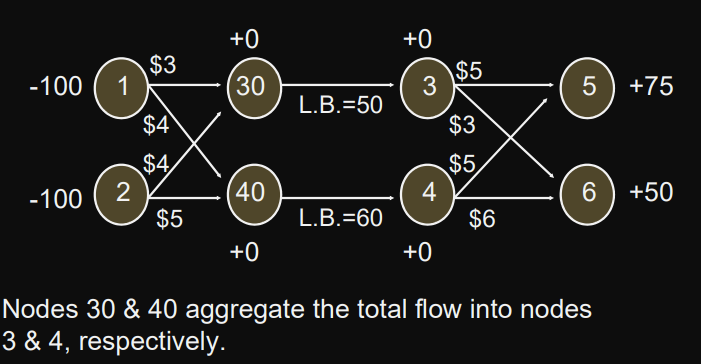 +0 +0
-100 1 $3 30 3 $5 5 +75
L.B.=50
$4 $3
$4 $5
-100 2 40 4 6 +50
$5 L.B.=60 $6
+0 +0
Nodes 30 & 40 aggregate the total flow into nodes
3 & 4, respectively.